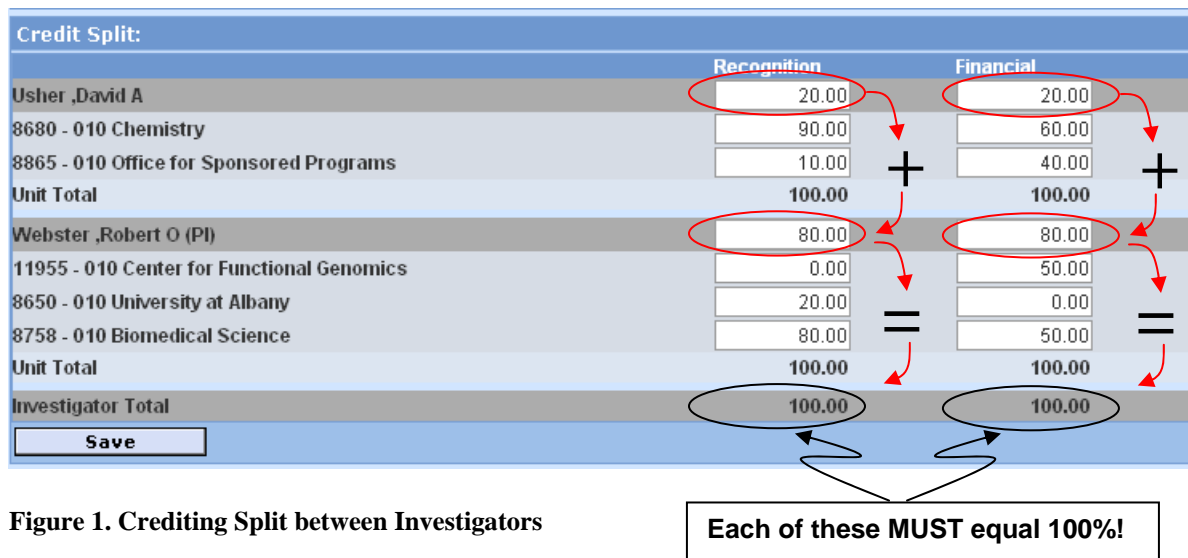 Credit Split:
Recognition Financial
Usher ,David A 20.00 20.00
8680 - 010 Chemistry 90.00 60.00
8865 - 010 Office for Sponsored Programs 10.00 40.00
+ +
Unit Total 100.00 100.00
Webster ,Robert O (PI) 80.00 80.00
11955 - 010 Center for Functional Genomics 0.00 50.00
8650 - 010 University at Albany 20.00 0.00
= =
8758 - 010 Biomedical Science 80.00 50.00
Unit Total 100.00 100.00
Investigator Total 100.00 100.00
Save
Figure 1. Crediting Split between Investigators
Each of these MUST equal 100%!